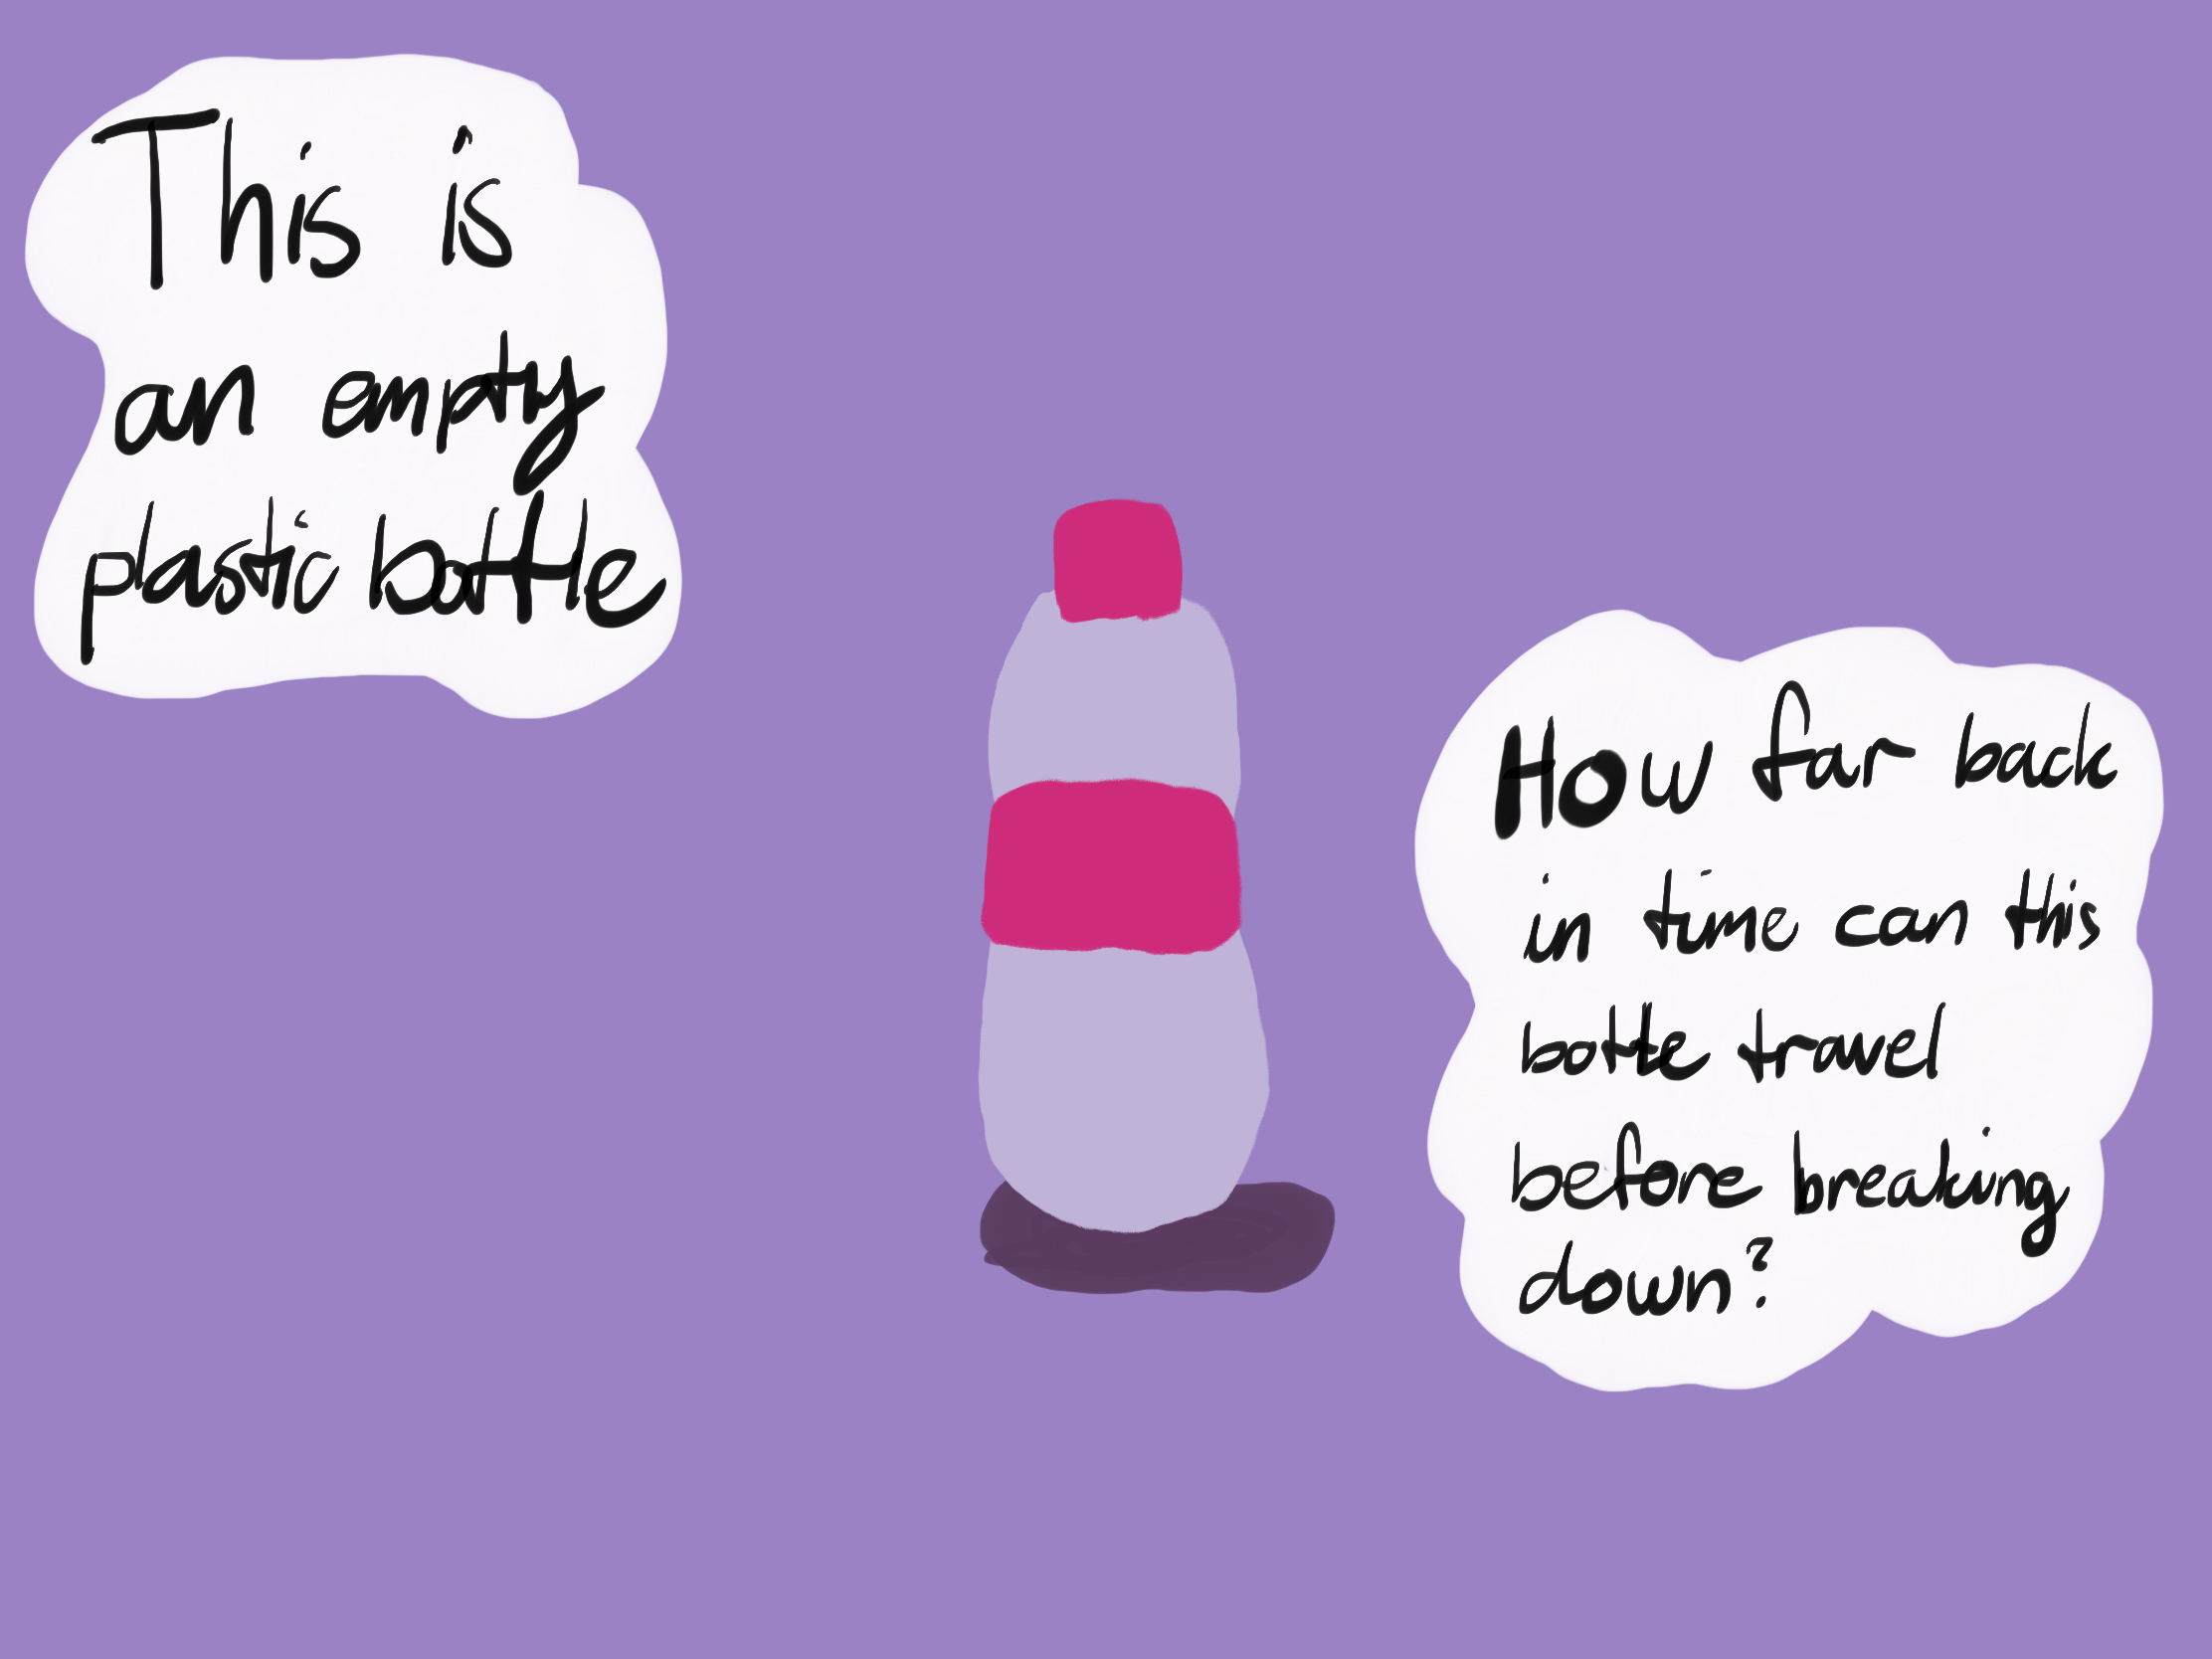 This is
an empty
plastic bottle
How far back
in time can this
bottle travel
before breaking
down?